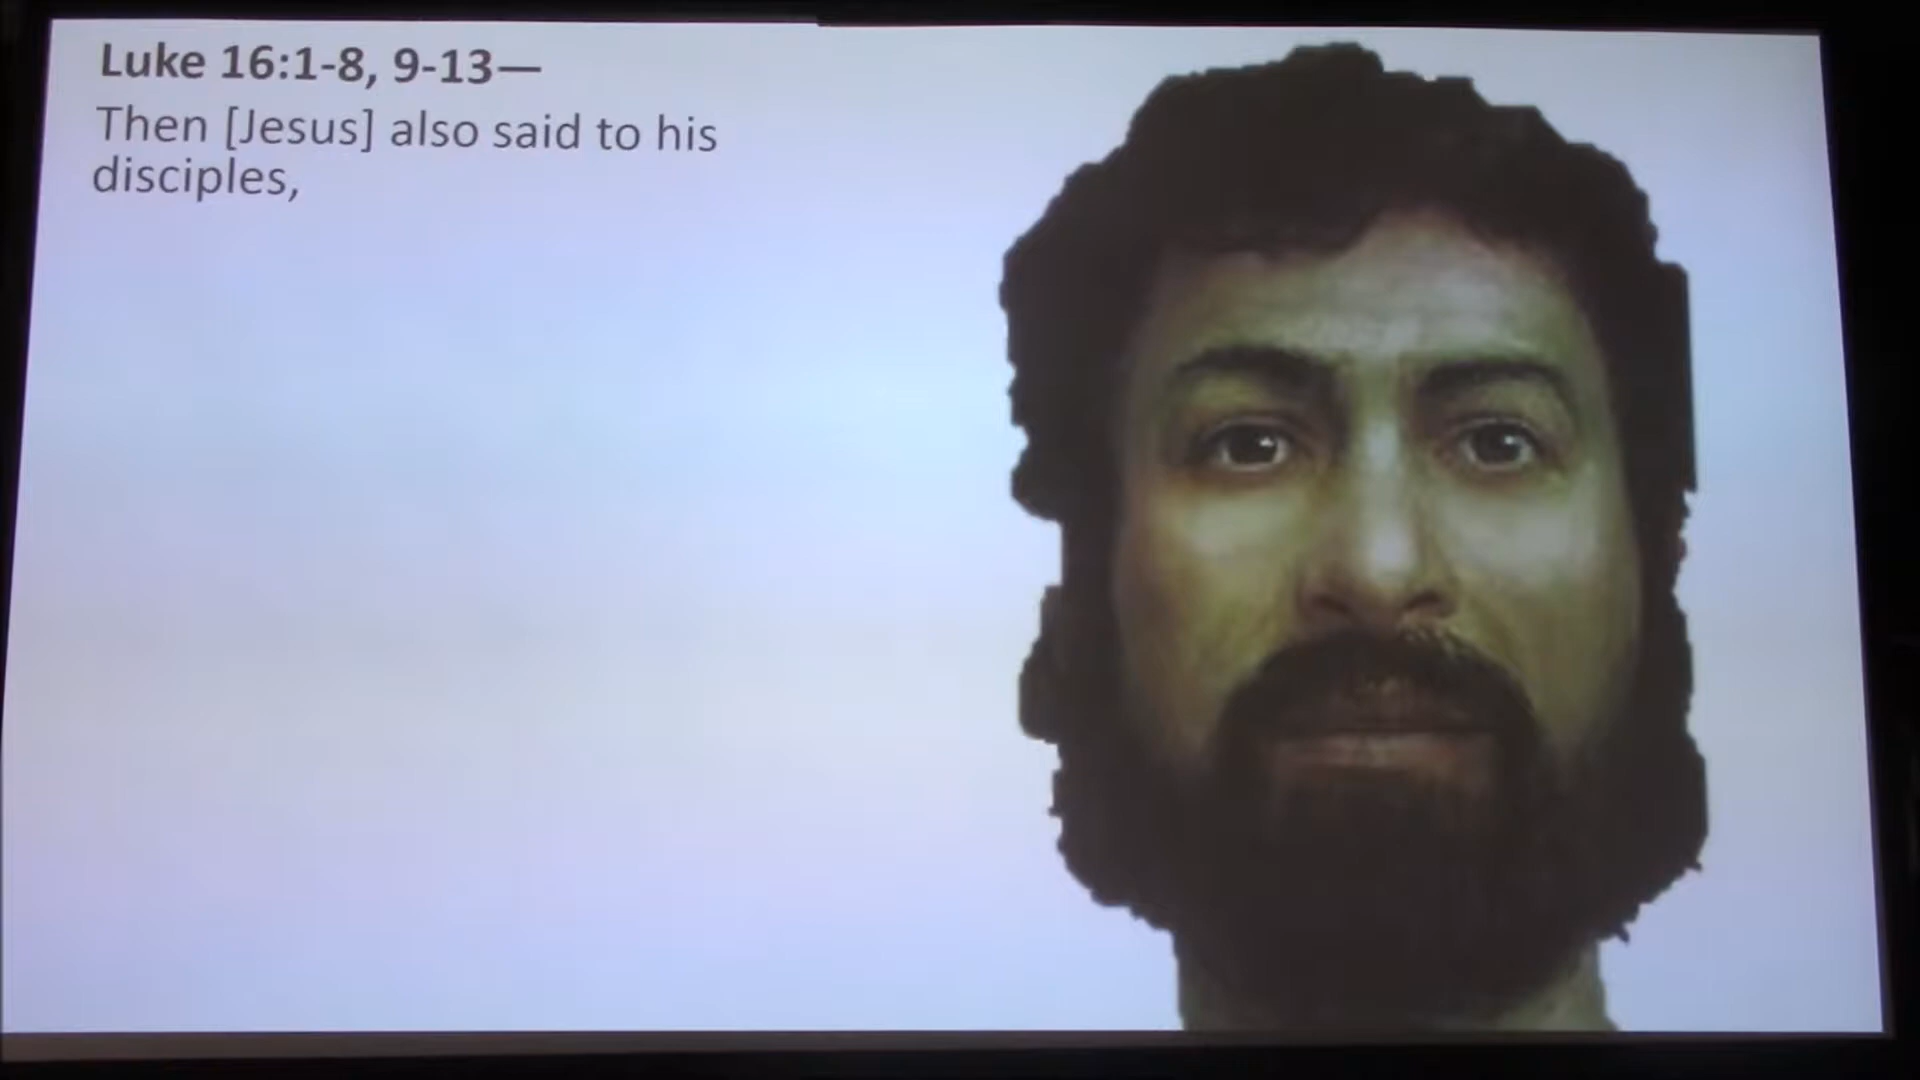 Luke 16:1-8, 9-13—
Then [Jesus] also said to his
disciples,